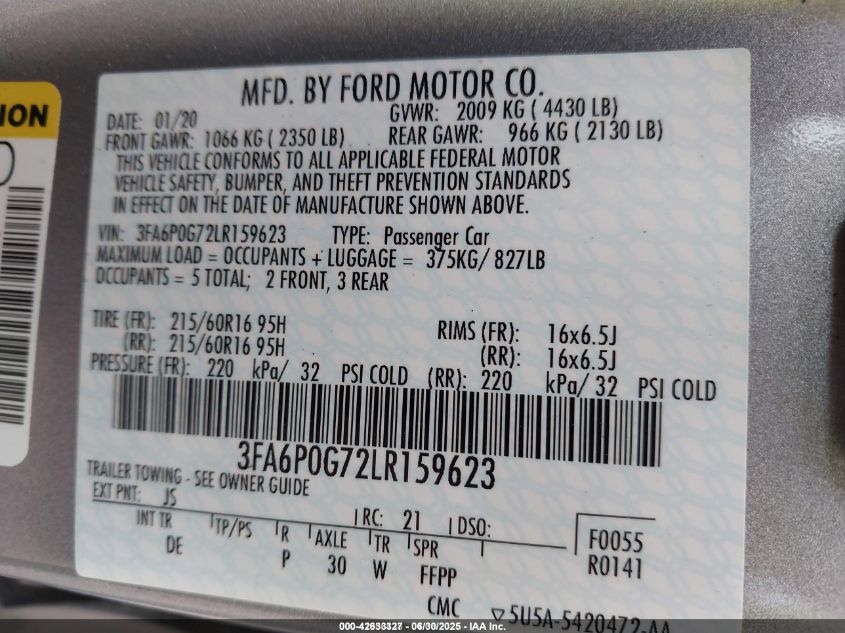 MFD. BY FORD MOTOR CO.
DATE: 01/20 GVWR: 2009 KG ( 4430 LB)
FRONT GAWR: 1066 KG ( 2350 LB) REAR GAWR: 966 KG ( 2130 LB)
THIS VEHICLE CONFORMS TO ALL APPLICABLE FEDERAL MOTOR
VEHICLE SAFETY, BUMPER, AND THEFT PREVENTION STANDARDS
IN EFFECT ON THE DATE OF MANUFACTURE SHOWN ABOVE.
VIN: 3FA6P0G72LR159623 TYPE: Passenger Car
MAXIMUM LOAD = OCCUPANTS + LUGGAGE = 375KG/ 827LB
OCCUPANTS = 5 TOTAL; 2 FRONT, 3 REAR
TIRE (FR): 215/60R16 95H RIMS (FR): 16x6.5J
(RR): 215/60R16 95H (RR): 16x6.5J
PRESSURE (FR): 220 kPa/ 32 PSI COLD (RR): 220 kPa/ 32 PSI COLD
3FA6P0G72LR159623
TRAILER TOWING - SEE OWNER GUIDE
EXT PNT: JS RC: 21 DSO:
INT TR TP/PS R AXLE TR SPR F0055
DE P 30 W FFPP R0141
CMC ▽5U5A-5420472-AA
000-42633327 - 06/30/2025 - IAA Inc.